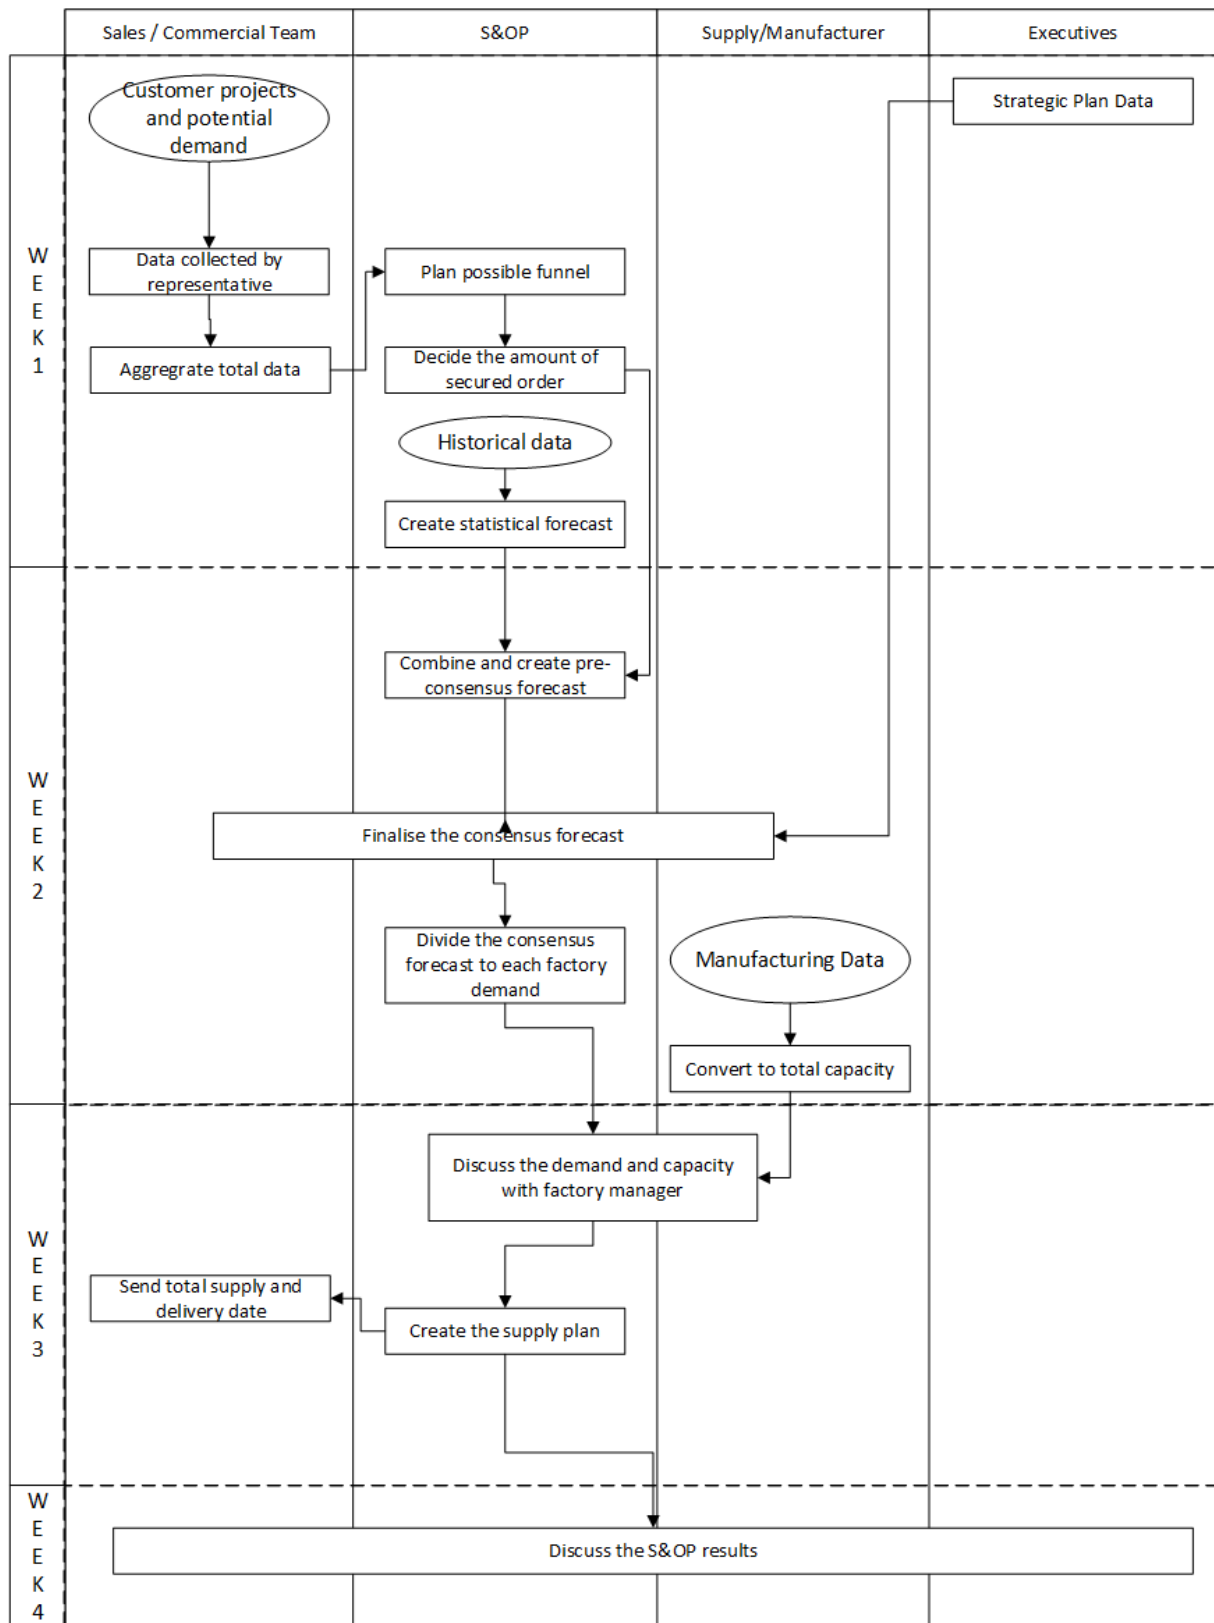 Sales / Commercial Team
S&OP
Supply/Manufacturer
Executives
W
E
E
K
1
Customer projects
and potential
demand
Strategic Plan Data
Data collected by
representative
Plan possible funnel
Aggregrate total data
Decide the amount of
secured order
Historical data
Create statistical forecast
W
E
E
K
2
Combine and create pre-
consensus forecast
Finalise the consensus forecast
Divide the consensus
forecast to each factory
demand
Manufacturing Data
Convert to total capacity
W
E
E
K
3
Discuss the demand and capacity
with factory manager
Send total supply and
delivery date
Create the supply plan
W
E
E
K
4
Discuss the S&OP results